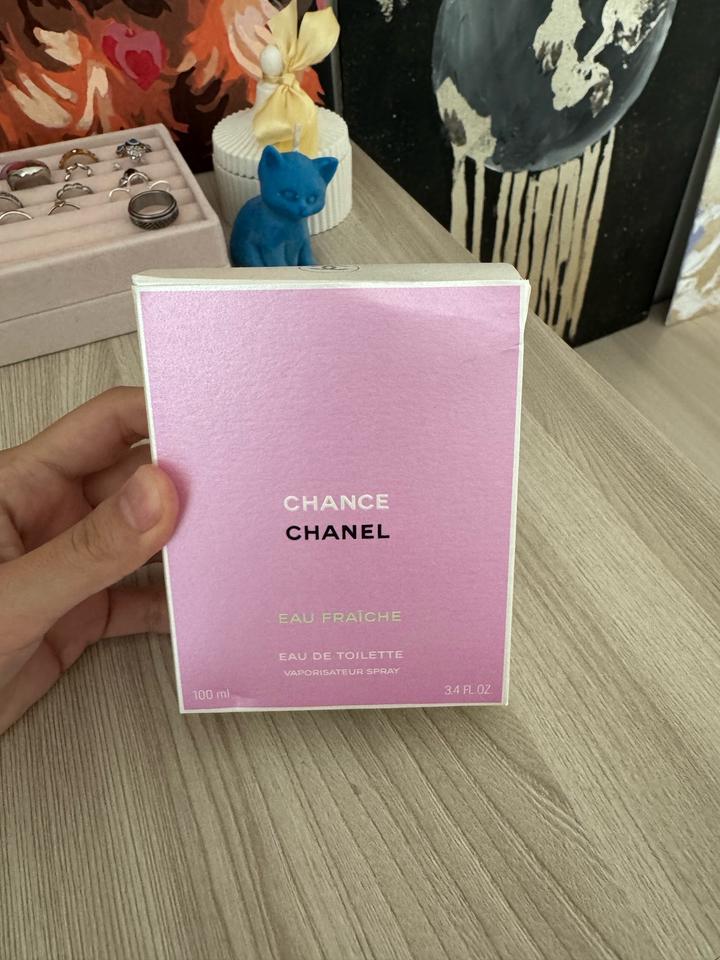 CHANCE
CHANEL
EAU FRAÎCHE
EAU DE TOILETTE
VAPORISATEUR SPRAY
100 ml
3.4 FL. OZ